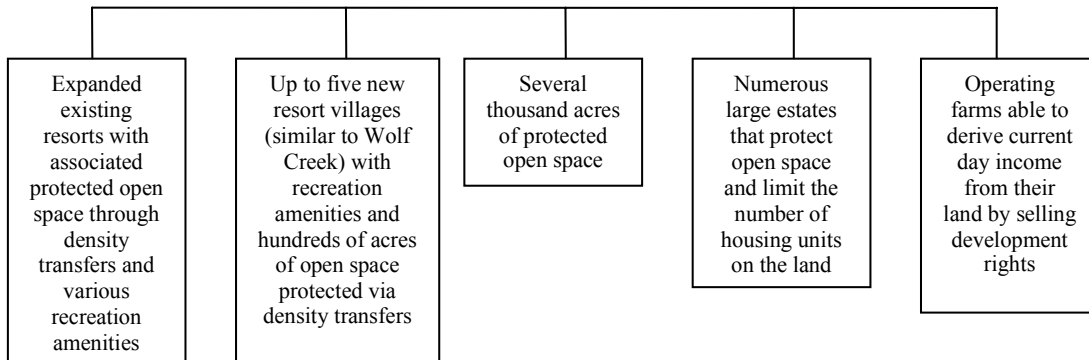 Expanded
existing
resorts with
associated
protected open
space through
density
transfers and
various
recreation
amenities
Up to five new
resort villages
(similar to Wolf
Creek) with
recreation
amenities and
hundreds of acres
of open space
protected via
density transfers
Several
thousand acres
of protected
open space
Numerous
large estates
that protect
open space
and limit the
number of
housing units
on the land
Operating
farms able to
derive current
day income
from their
land by selling
development
rights